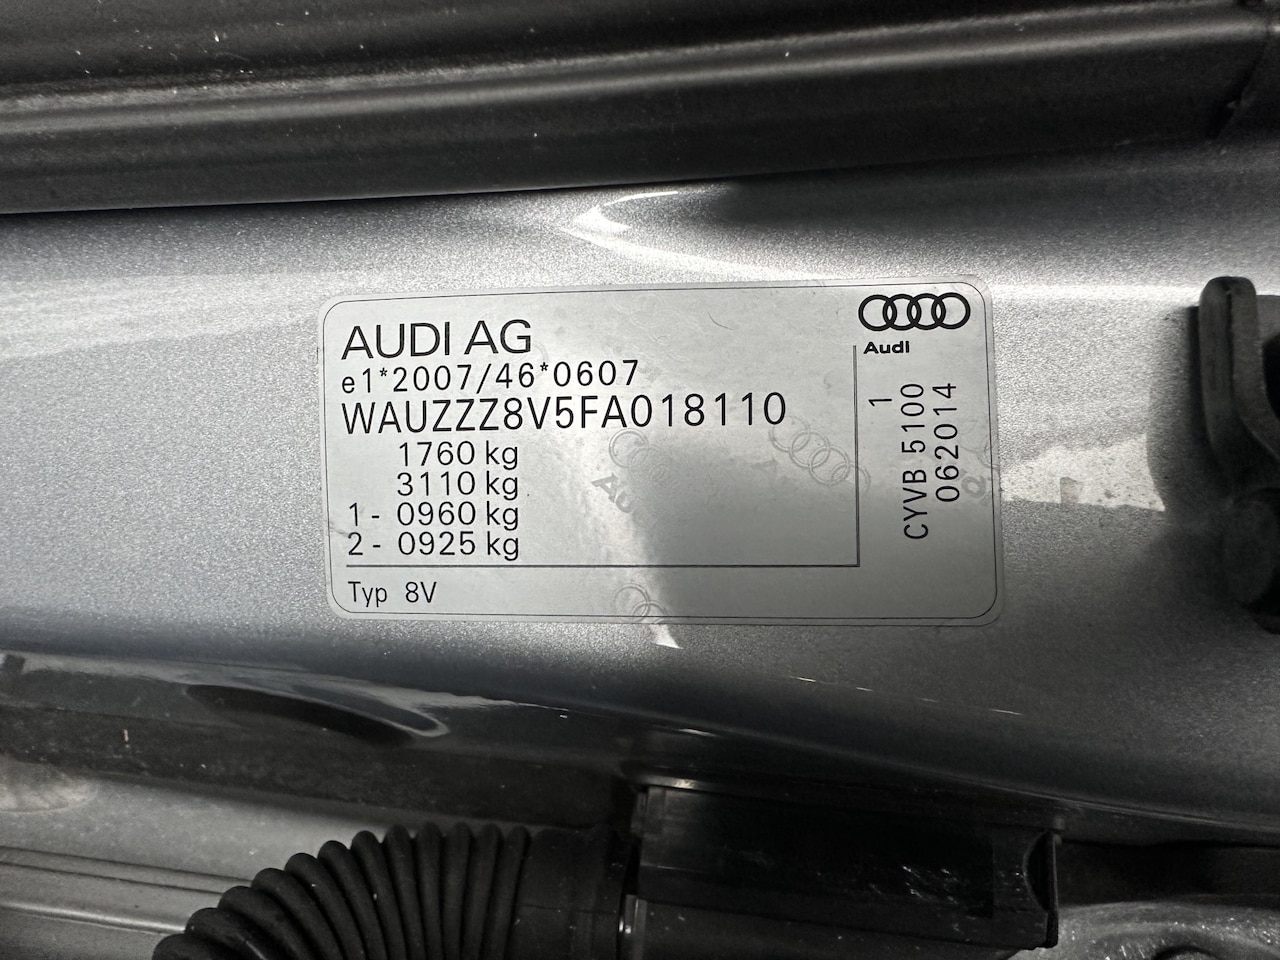 AUDI AG
e1*2007/46*0607
WAUZZZ8V5FA018110
1760 kg
3110 kg
1 - 0960 kg
2 - 0925 kg
Typ 8V
Audi
1
CYVB 5100
062014